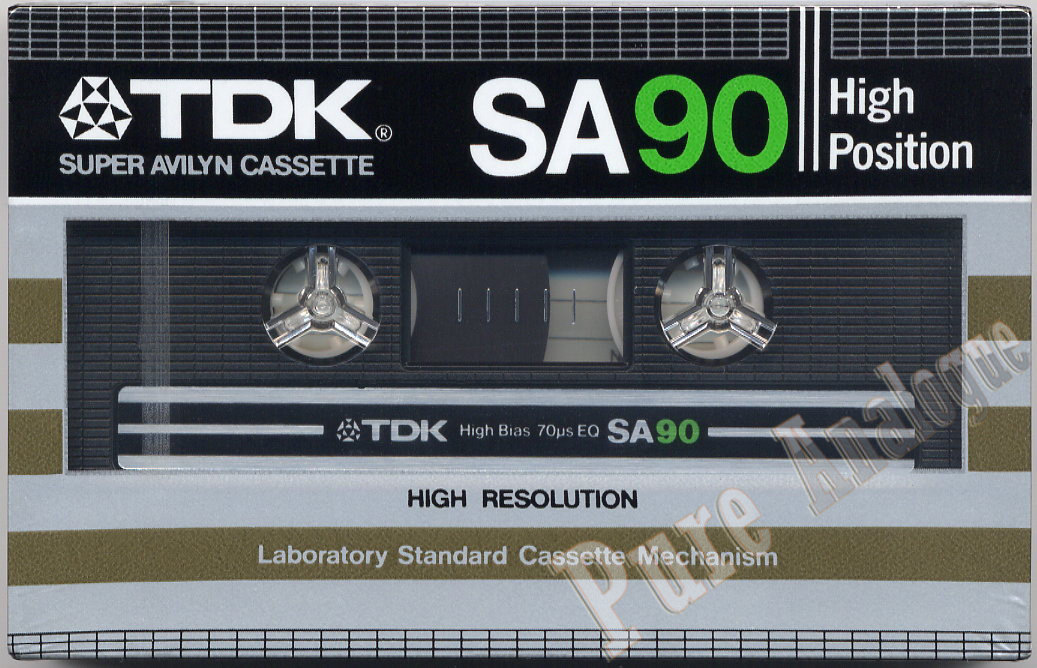 TDK®
SUPER AVILYN CASSETTE
SA90
High
Position
TDK High Bias 70µs EQ SA90
HIGH RESOLUTION
Laboratory Standard Cassette Mechanism
Pure Analogue